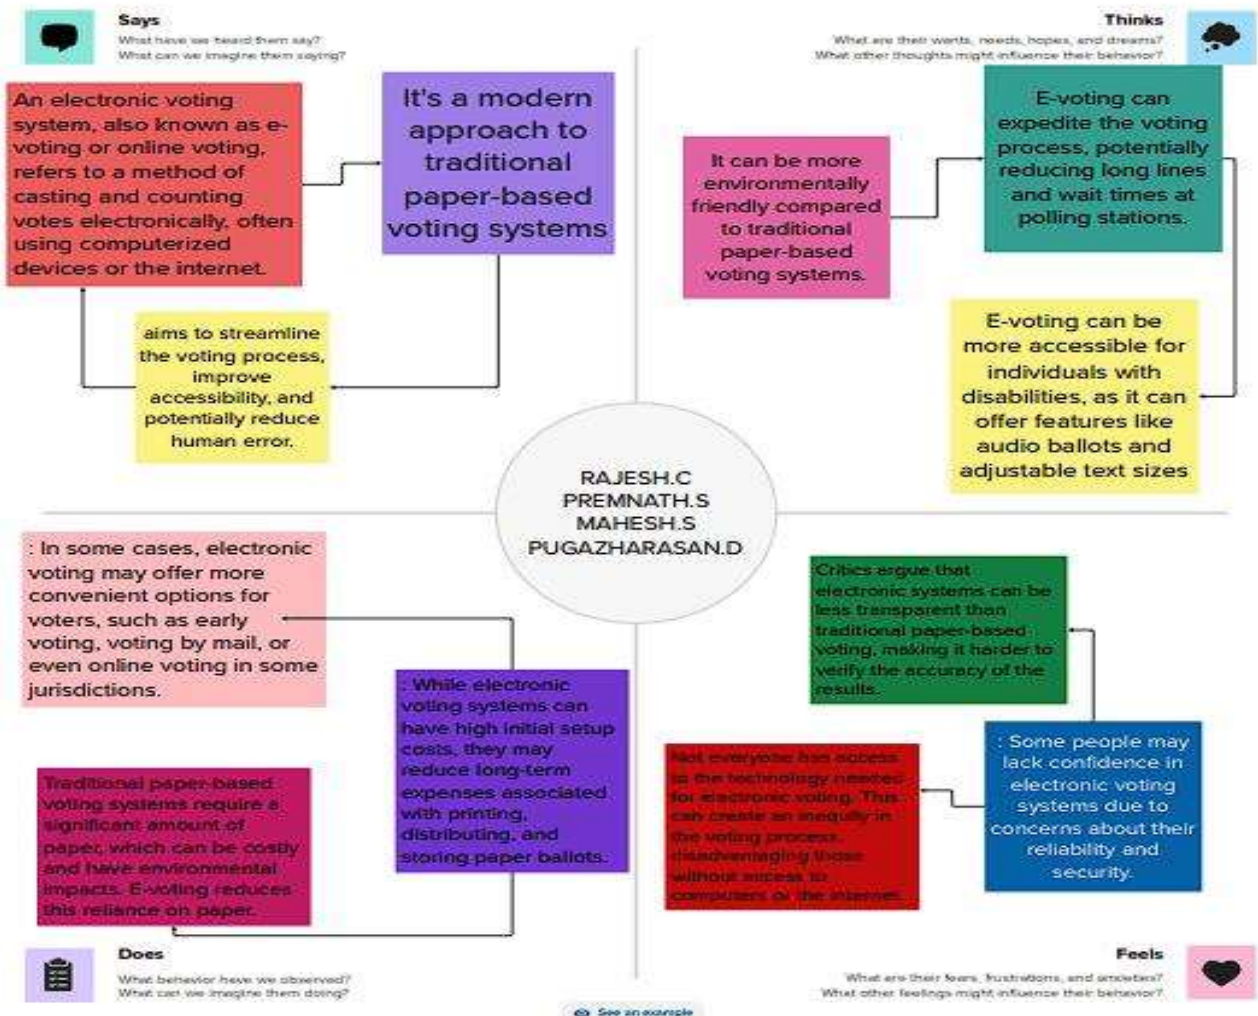 Says
What have we heard them say?
What can we imagine them saying?
An electronic voting
system, also known as e-
voting or online voting,
refers to a method of
casting and counting
votes electronically, often
using computerized
devices or the internet.
It's a modern
approach to
traditional
paper-based
voting systems
aims to streamline
the voting process,
improve
accessibility, and
potentially reduce
human error.
Thinks
What are their wants, needs, hopes, and dreams?
What other thoughts might influence their behavior?
It can be more
environmentally
friendly compared
to traditional
paper-based
voting systems.
E-voting can
expedite the voting
process, potentially
reducing long lines
and wait times at
polling stations.
E-voting can be
more accessible for
individuals with
disabilities, as it can
offer features like
audio ballots and
adjustable text sizes
RAJESH.C
PREMNATH.S
MAHESH.S
PUGAZHARASAN.D
: In some cases, electronic
voting may offer more
convenient options for
voters, such as early
voting, voting by mail, or
even online voting in some
jurisdictions.
: While electronic
voting systems can
have high initial setup
costs, they may
reduce long-term
expenses associated
with printing,
distributing, and
storing paper ballots.
Traditional paper-based
voting systems require a
significant amount of
paper, which can be costly
and have environmental
impacts. E-voting reduces
this reliance on paper.
Does
What behavior have we observed?
What can we imagine them doing?
Critics argue that
electronic systems can be
less transparent than
traditional paper-based
voting, making it harder to
verify the accuracy of the
results.
: Some people may
lack confidence in
electronic voting
systems due to
concerns about their
reliability and
security.
Not everyone has access
to the technology needed
for electronic voting. This
can create an inequity in
the voting process,
disadvantaging those
without access to
computers or the internet.
Feels
What are their fears, frustrations, and anxieties?
What other feelings might influence their behavior?
See an example